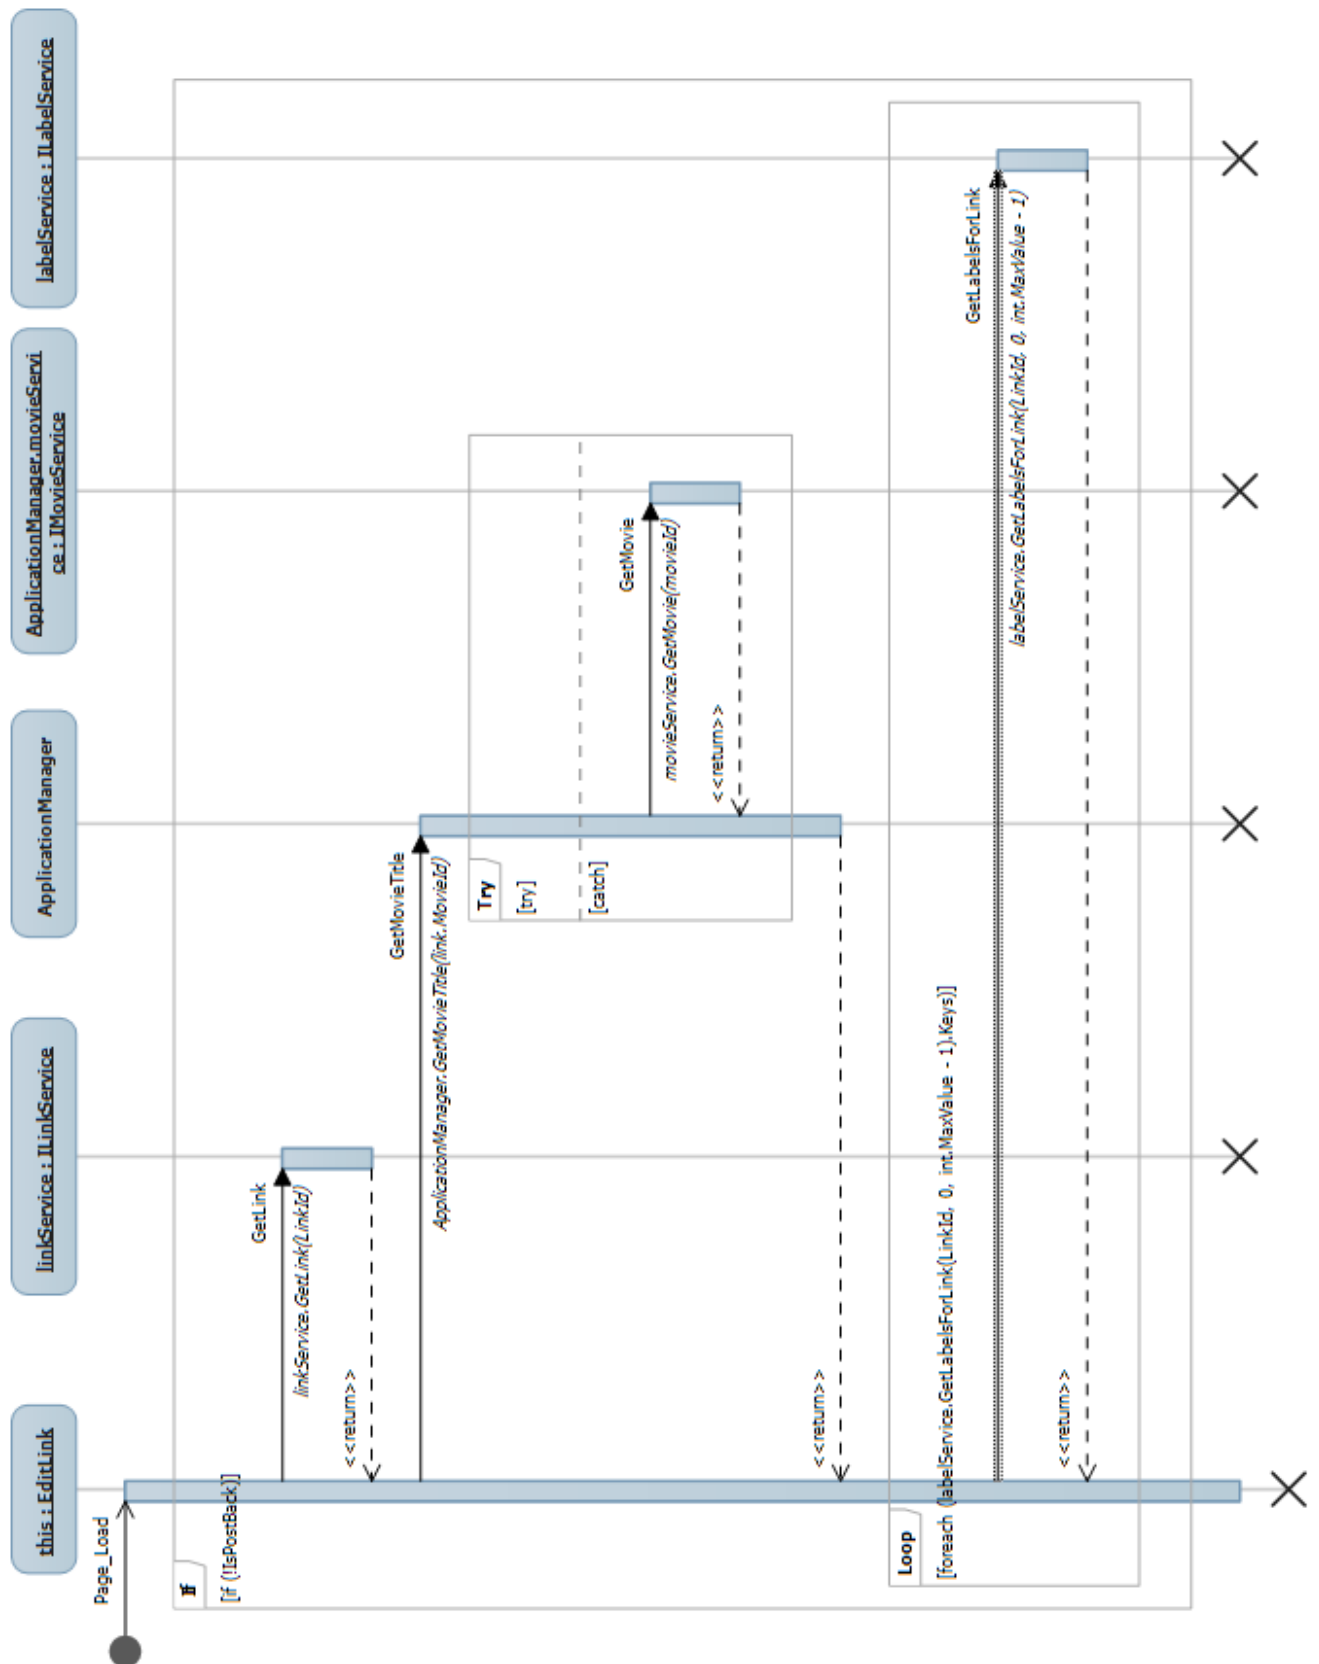 this : EditLink
linkService : ILinkService
ApplicationManager
ApplicationManager.movieServi
ce : IMovieService
labelService : ILabelService
Page_Load
If
[if (!IsPostBack)]
GetLink
linkService.GetLink(LinkId)
<<return>>
GetMovieTitle
ApplicationManager.GetMovieTitle(link.MovieId)
Try
[try]
[catch]
GetMovie
movieService.GetMovie(movieId)
<<return>>
<<return>>
Loop
[foreach (labelService.GetLabelsForLink(LinkId, 0, int.MaxValue - 1).Keys)]
GetLabelsForLink
labelService.GetLabelsForLink(LinkId, 0, int.MaxValue - 1)
<<return>>